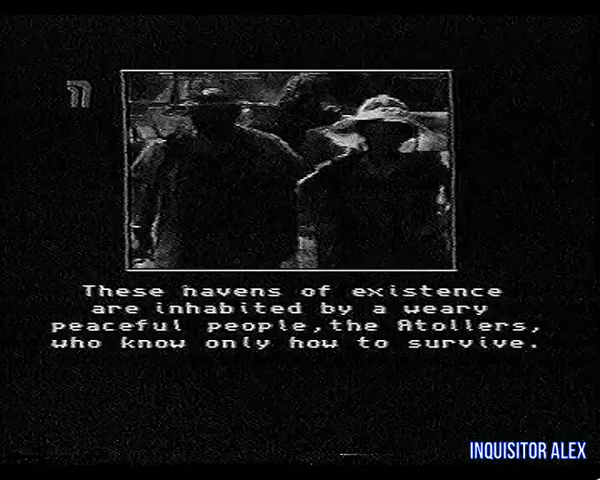 These havens of existence
are inhabited by a weary
peaceful people,the Atollers,
who know only how to survive.
INQUISITOR ALEX